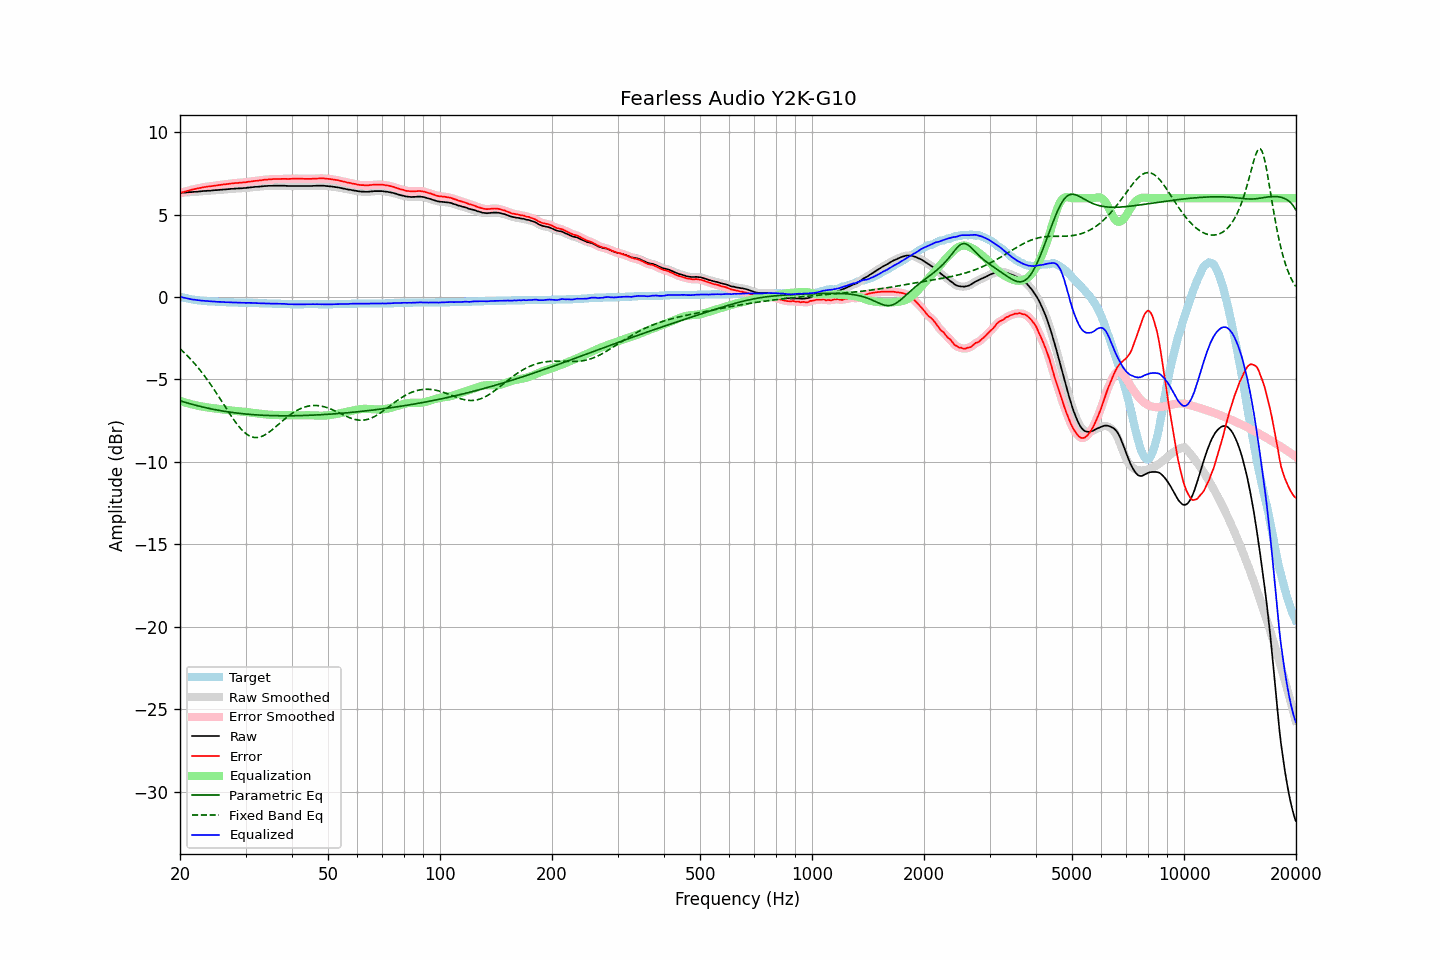 Fearless Audio Y2K-G10
10
5
0
−5
−10
−15
−20
−25
−30
Amplitude (dBr)
Target
Raw Smoothed
Error Smoothed
Raw
Error
Equalization
Parametric Eq
Fixed Band Eq
Equalized
20 50 100 200 500 1000 2000 5000 10000 20000
Frequency (Hz)